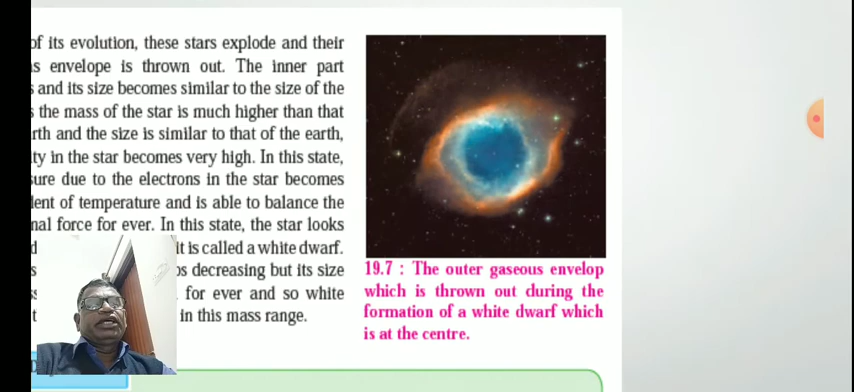 of its evolution, these stars explode and their
envelope is thrown out. The inner part
and its size becomes similar to the size of the
the mass of the star is much higher than that
and the size is similar to that of the earth,
in the star becomes very high. In this state,
due to the electrons in the star becomes
of temperature and is able to balance the
force for ever. In this state, the star looks
it is called a white dwarf.
decreasing but its size
for ever and so white
in this mass range.
19.7 : The outer gaseous envelop
which is thrown out during the
formation of a white dwarf which
is at the centre.